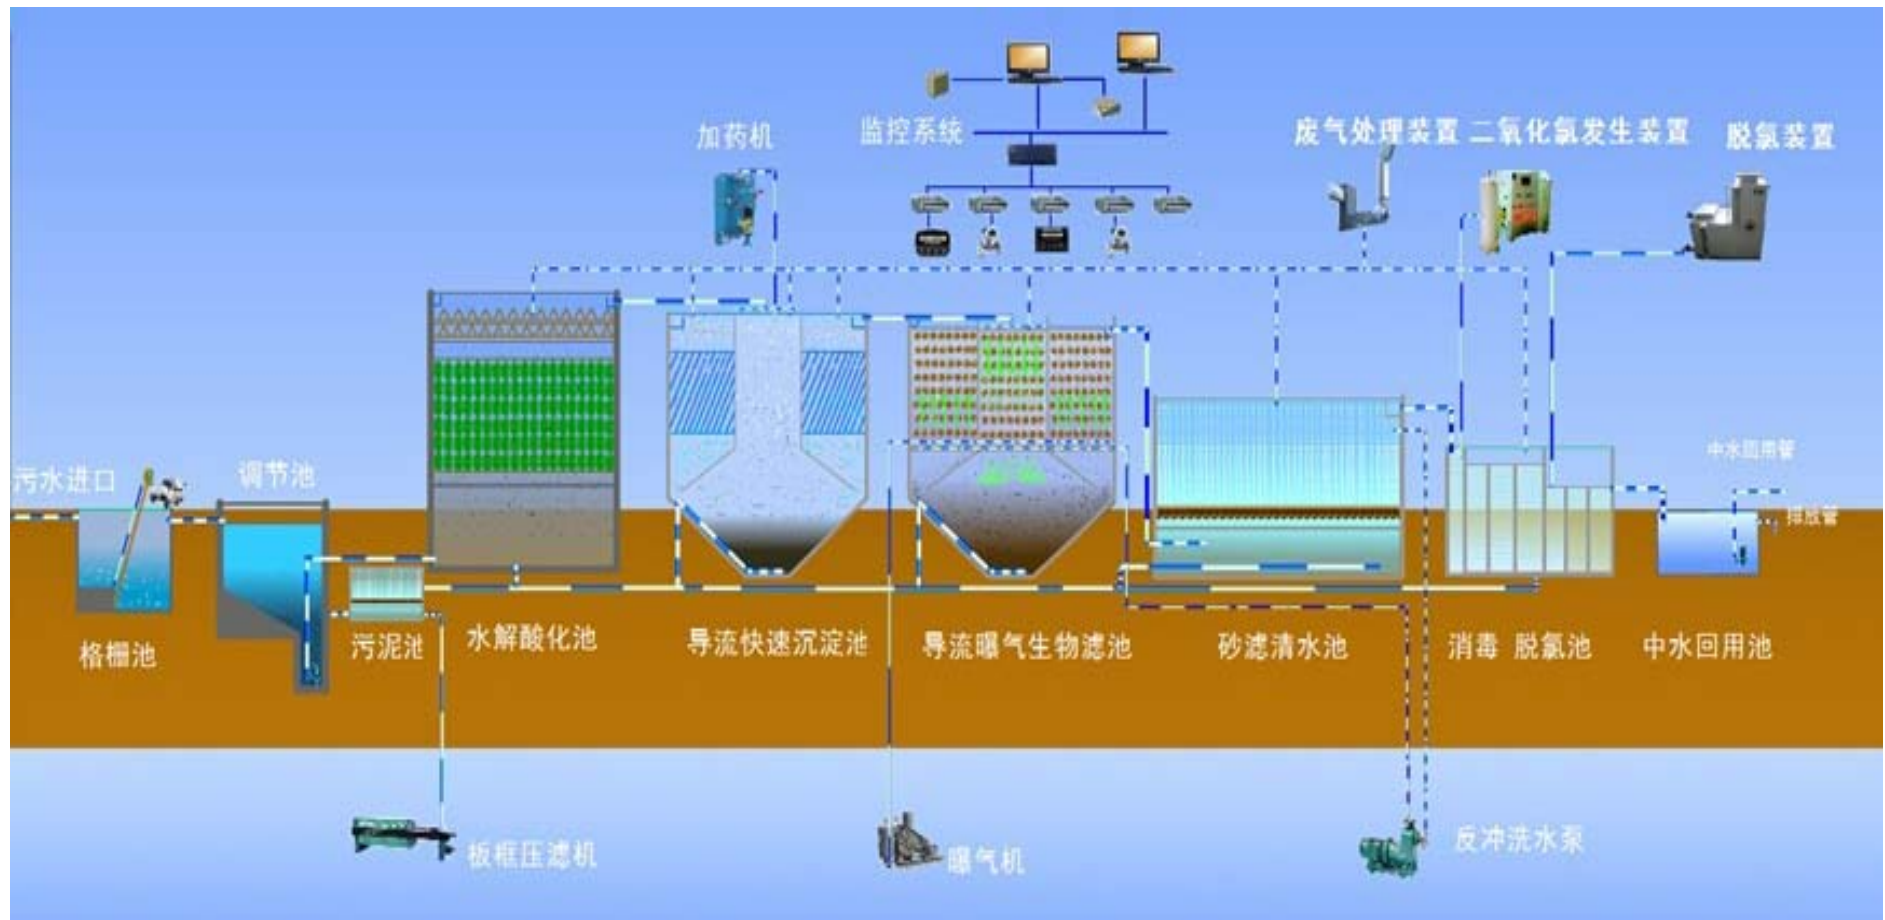 加药机
监控系统
废气处理装置
二氧化氯发生装置
脱氯装置
污水进口
调节池
中水回用管
排放管
格栅池
污泥池
水解酸化池
导流快速沉淀池
导流曝气生物滤池
砂滤清水池
消毒 脱氯池
中水回用池
板框压滤机
曝气机
反冲洗水泵